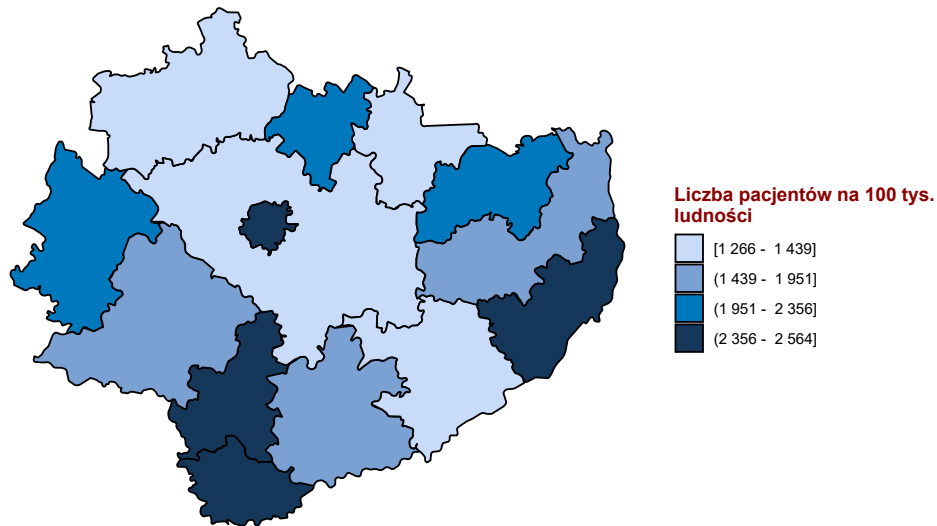 Liczba pacjentów na 100 tys.
ludności
[1 266 - 1 439]
(1 439 - 1 951]
(1 951 - 2 356]
(2 356 - 2 564]